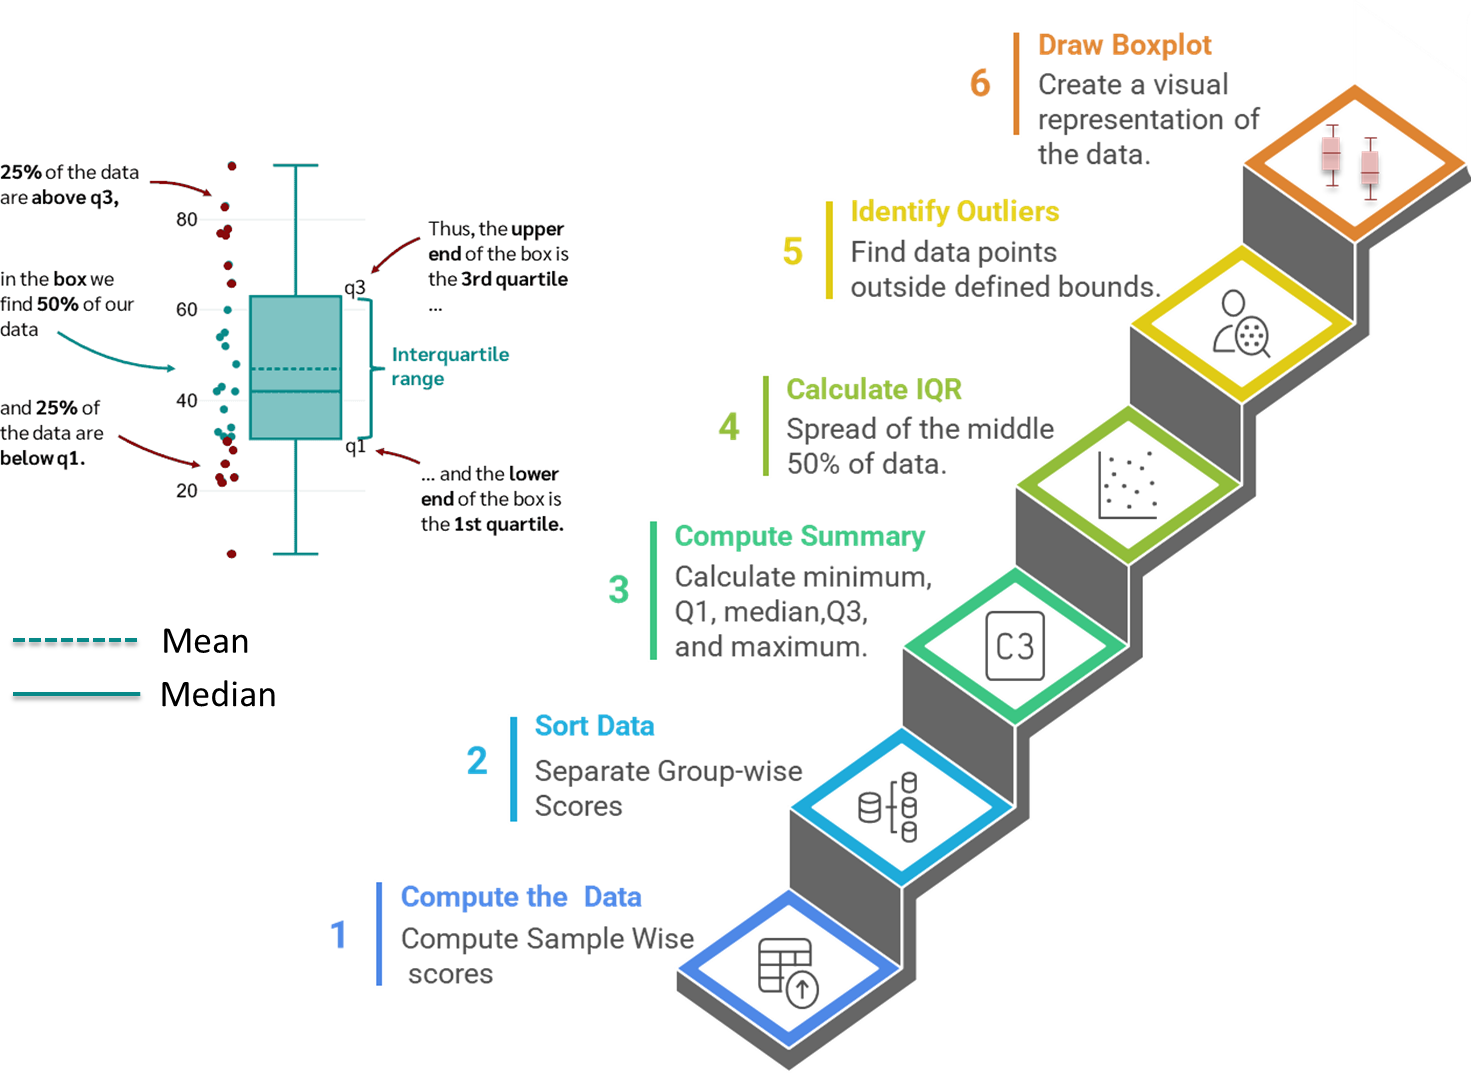 25% of the data
are above q3,
in the box we
find 50% of our
data
and 25% of
the data are
below q1.
80
60
40
20
q3
q1
Thus, the upper
end of the box is
the 3rd quartile
...
Interquartile
range
... and the lower
end of the box is
the 1st quartile.
Mean
Median
6
Draw Boxplot
Create a visual
representation of
the data.
5
Identify Outliers
Find data points
outside defined bounds.
4
Calculate IQR
Spread of the middle
50% of data.
3
Compute Summary
Calculate minimum,
Q1, median,Q3,
and maximum.
C3
2
Sort Data
Separate Group-wise
Scores
1
Compute the  Data
Compute Sample Wise
scores